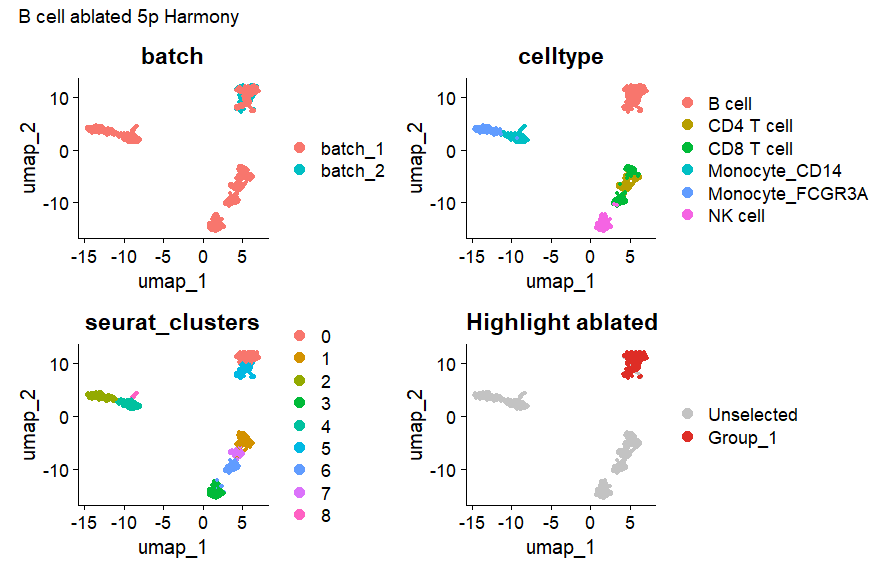 B cell ablated 5p Harmony
batch
umap_2
10
0
-10
-15 -10 -5 0 5
umap_1
batch_1
batch_2
celltype
umap_2
10
0
-10
-15 -10 -5 0 5
umap_1
B cell
CD4 T cell
CD8 T cell
Monocyte_CD14
Monocyte_FCGR3A
NK cell
seurat_clusters
umap_2
10
0
-10
-15 -10 -5 0 5
umap_1
0
1
2
3
4
5
6
7
8
Highlight ablated
umap_2
10
0
-10
-15 -10 -5 0 5
umap_1
Unselected
Group_1